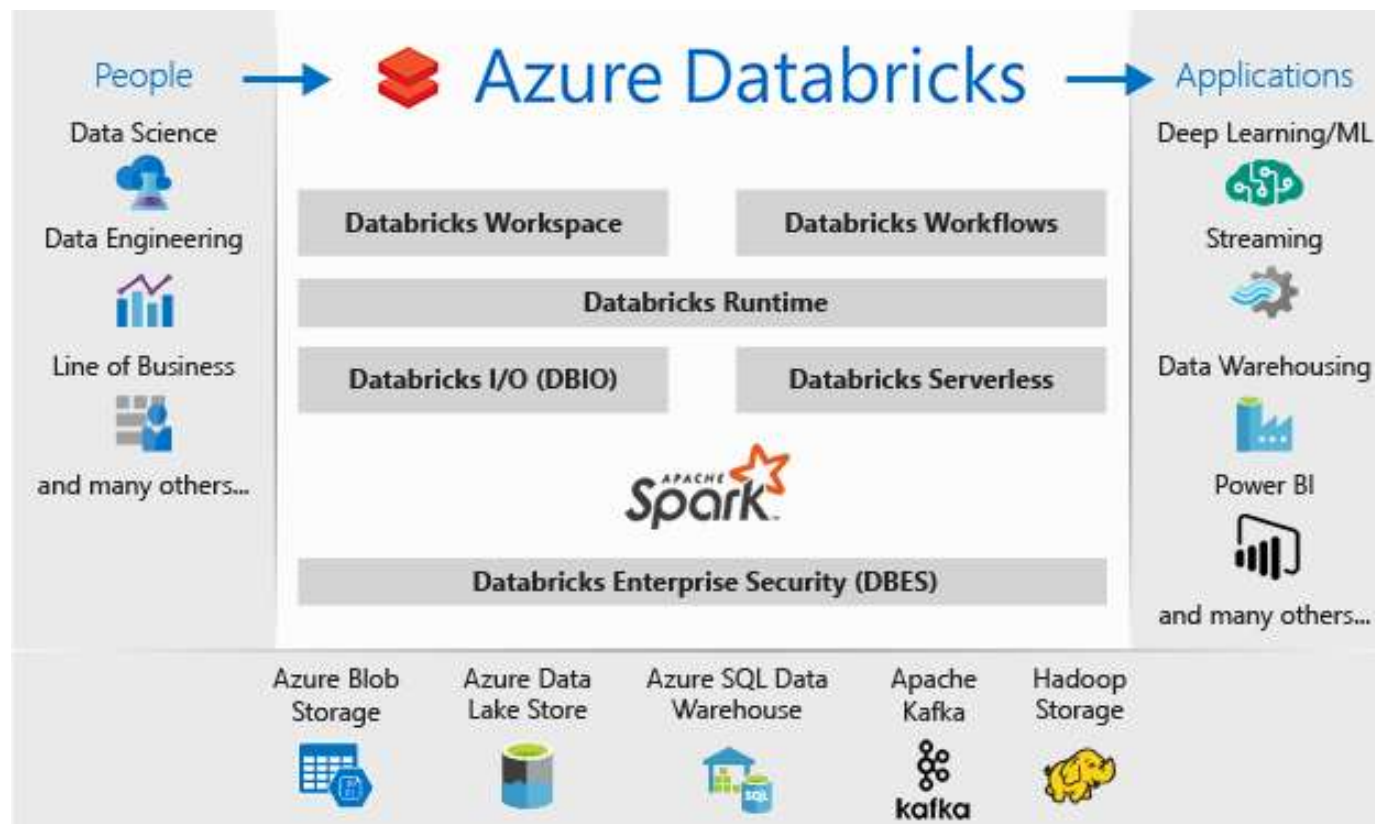 People
Azure Databricks
Applications
Data Science
Data Engineering
Line of Business
and many others...
Databricks Workspace
Databricks Workflows
Databricks Runtime
Databricks I/O (DBIO)
Databricks Serverless
APACHE
Spark™
Databricks Enterprise Security (DBES)
Deep Learning/ML
Streaming
Data Warehousing
Power BI
and many others...
Azure Blob
Storage
Azure Data
Lake Store
Azure SQL Data
Warehouse
SQL
Apache
Kafka
kafka
Hadoop
Storage